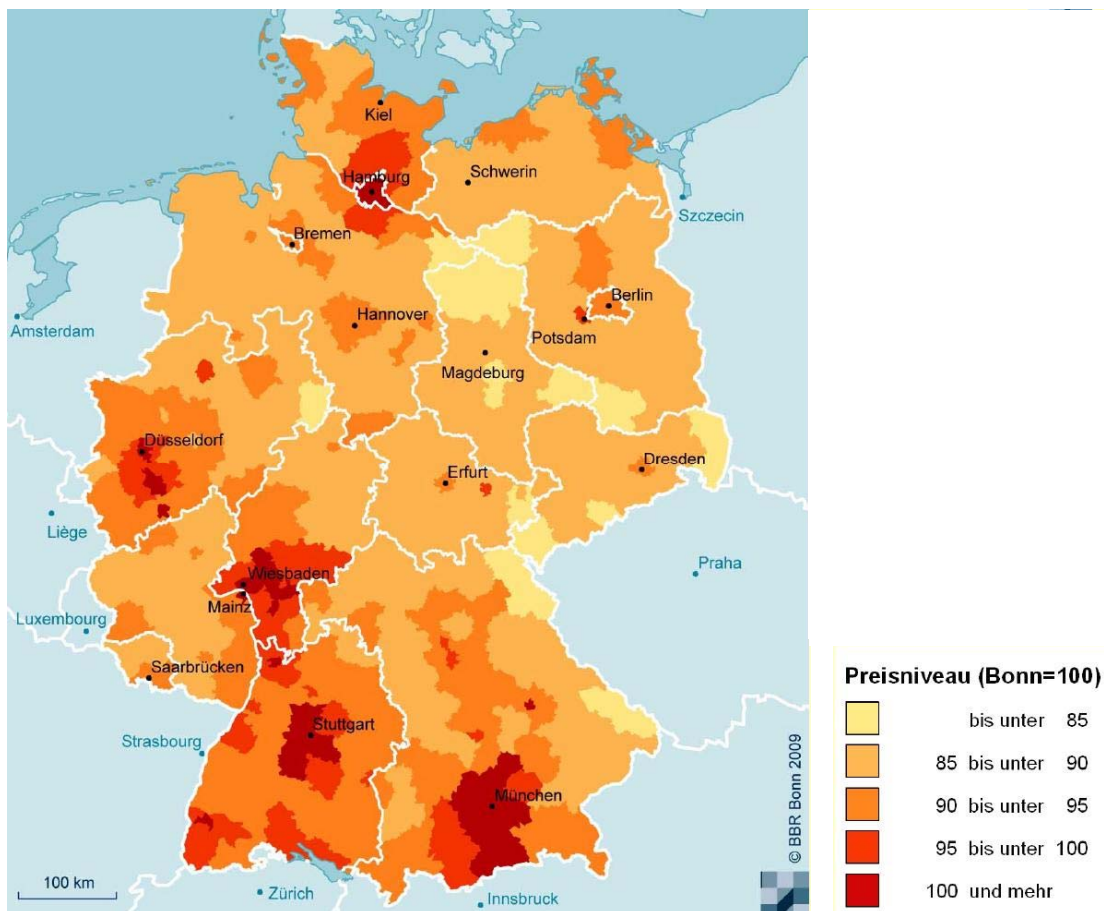 Kiel
Hamburg
Schwerin
Szczecin
Bremen
Berlin
Amsterdam
Hannover
Potsdam
Magdeburg
Düsseldorf
Dresden
Erfurt
Liège
Praha
Wiesbaden
Mainz
Luxembourg
Saarbrücken
Stuttgart
Strasbourg
München
100 km
Zürich
Innsbruck
© BBR Bonn 2009
Preisniveau (Bonn=100)
bis unter 85
85 bis unter 90
90 bis unter 95
95 bis unter 100
100 und mehr